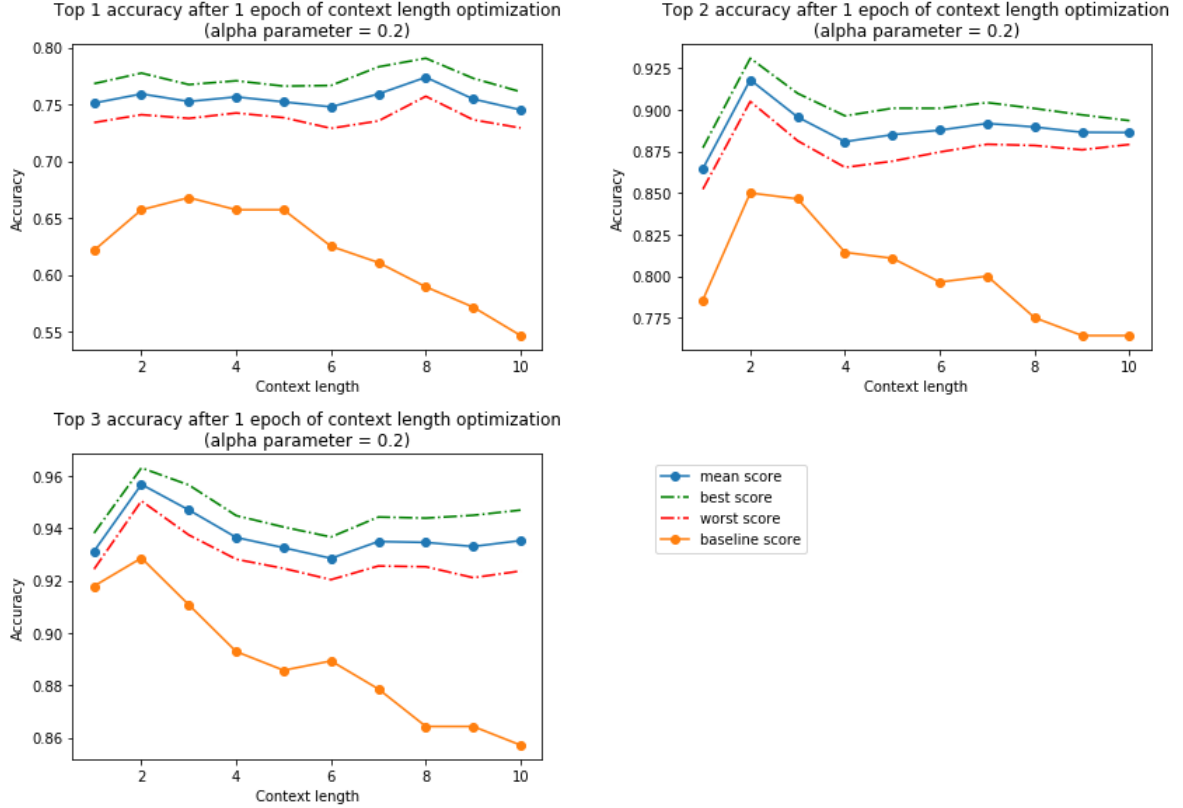 Top 1 accuracy after 1 epoch of context length optimization
(alpha parameter = 0.2)
0.80
0.75
0.70
0.65
0.60
0.55
Accuracy
2 4 6 8 10
Context length
Top 2 accuracy after 1 epoch of context length optimization
(alpha parameter = 0.2)
0.925
0.900
0.875
0.850
0.825
0.800
0.775
Accuracy
2 4 6 8 10
Context length
Top 3 accuracy after 1 epoch of context length optimization
(alpha parameter = 0.2)
0.96
0.94
0.92
0.90
0.88
0.86
Accuracy
2 4 6 8 10
Context length
mean score
best score
worst score
baseline score